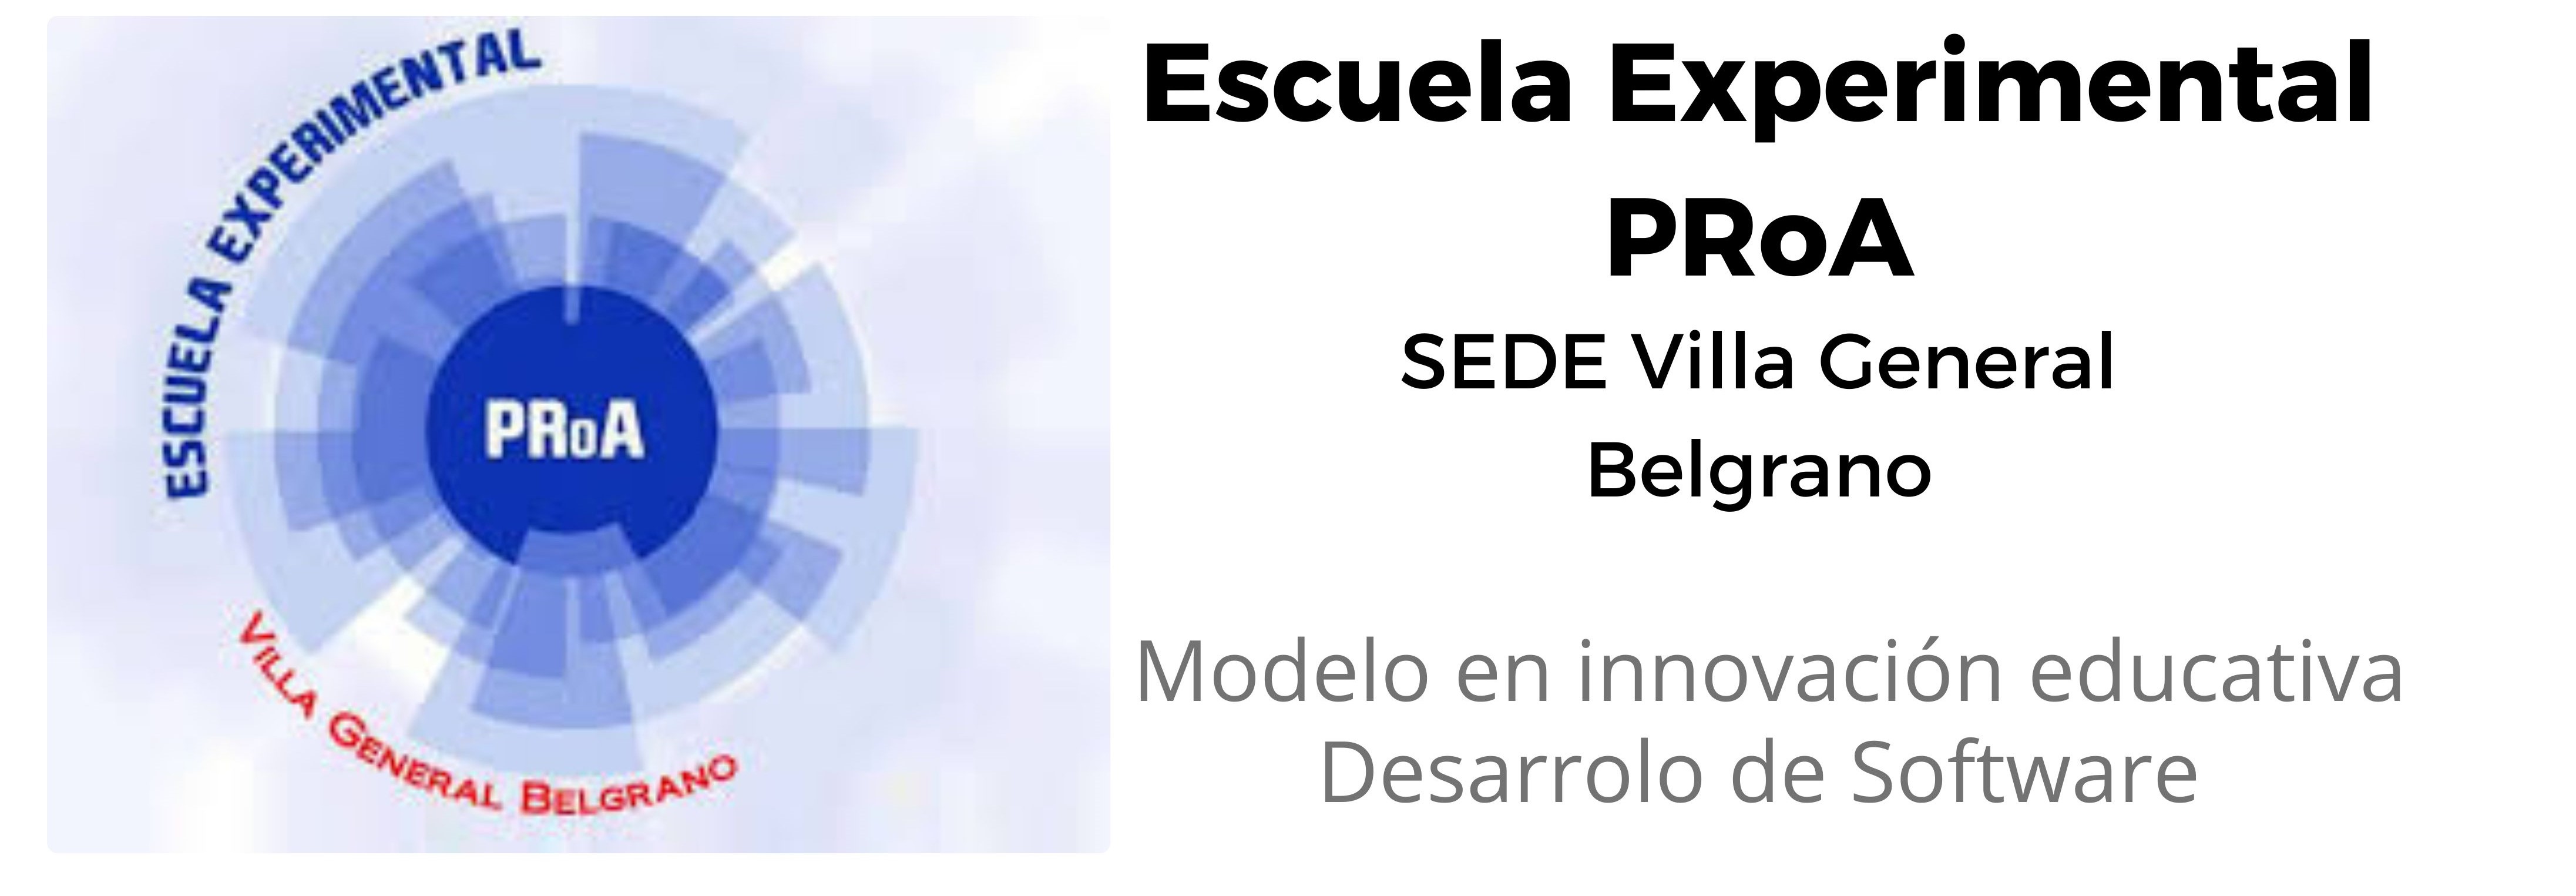 ESCUELA EXPERIMENTAL
PRoA
VILLA GENERAL BELGRANO
Escuela Experimental
PRoA
SEDE Villa General
Belgrano
Modelo en innovación educativa
Desarrolo de Software